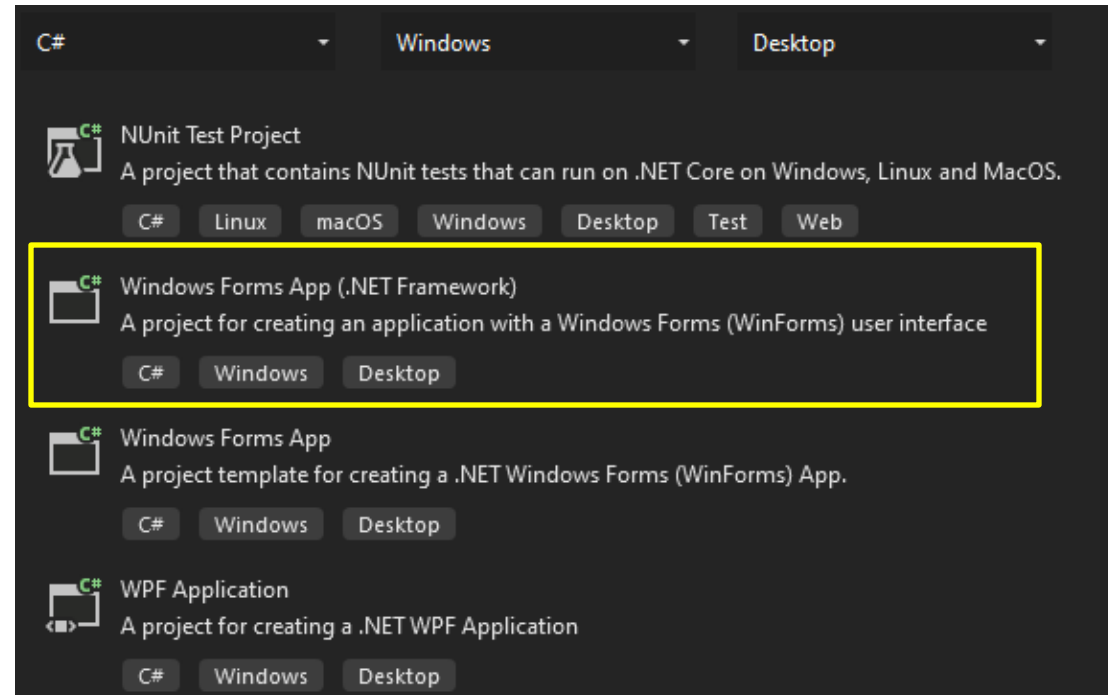 C# Windows Desktop
C#
NUnit Test Project
A project that contains NUnit tests that can run on .NET Core on Windows, Linux and MacOS.
C# Linux macOS Windows Desktop Test Web
C#
Windows Forms App (.NET Framework)
A project for creating an application with a Windows Forms (WinForms) user interface
C# Windows Desktop
C#
Windows Forms App
A project template for creating a .NET Windows Forms (WinForms) App.
C# Windows Desktop
C#
WPF Application
A project for creating a .NET WPF Application
C# Windows Desktop